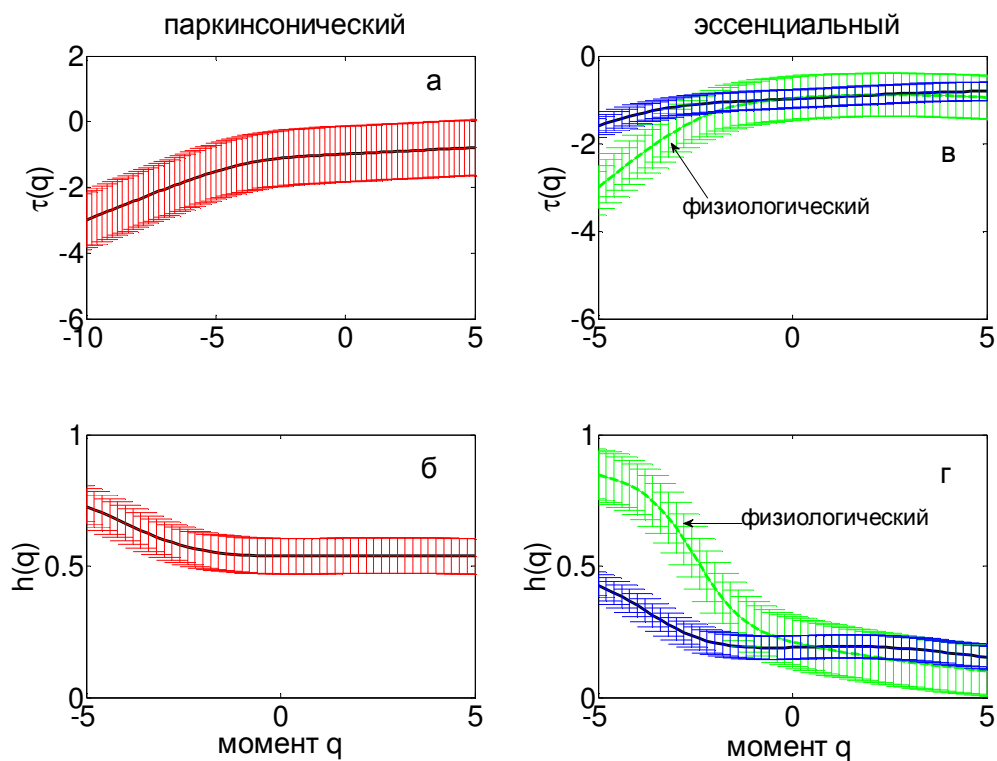 паркинсонический
эссенциальный
2
0
-2
-4
-6
τ(q)
а
-10
-5
0
5
0
-2
-4
-6
τ(q)
в
физиологический
-5
0
5
1
0.5
0
h(q)
б
-5
0
5
момент q
1
0.5
0
h(q)
г
физиологический
-5
0
5
момент q